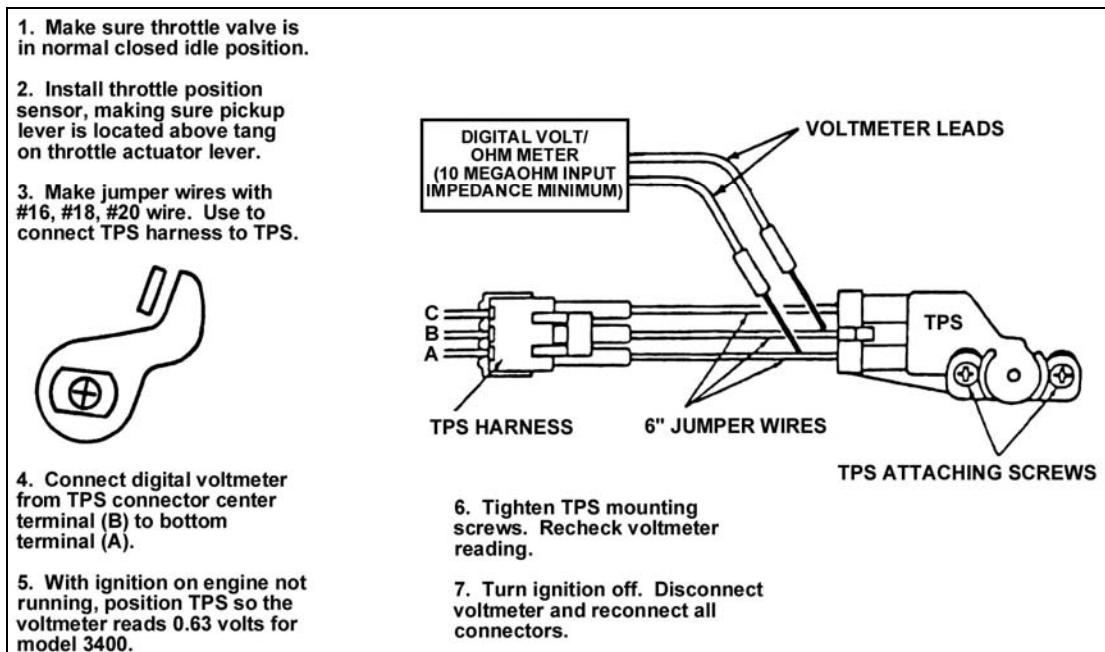 1. Make sure throttle valve is
in normal closed idle position.
2. Install throttle position
sensor, making sure pickup
lever is located above tang
on throttle actuator lever.
3. Make jumper wires with
#16, #18, #20 wire. Use to
connect TPS harness to TPS.
DIGITAL VOLT/
OHM METER
(10 MEGAOHM INPUT
IMPEDANCE MINIMUM)
VOLTMETER LEADS
C
B
A
TPS
TPS HARNESS
6" JUMPER WIRES
TPS ATTACHING SCREWS
4. Connect digital voltmeter
from TPS connector center
terminal (B) to bottom
terminal (A).
5. With ignition on engine not
running, position TPS so the
voltmeter reads 0.63 volts for
model 3400.
6. Tighten TPS mounting
screws. Recheck voltmeter
reading.
7. Turn ignition off. Disconnect
voltmeter and reconnect all
connectors.